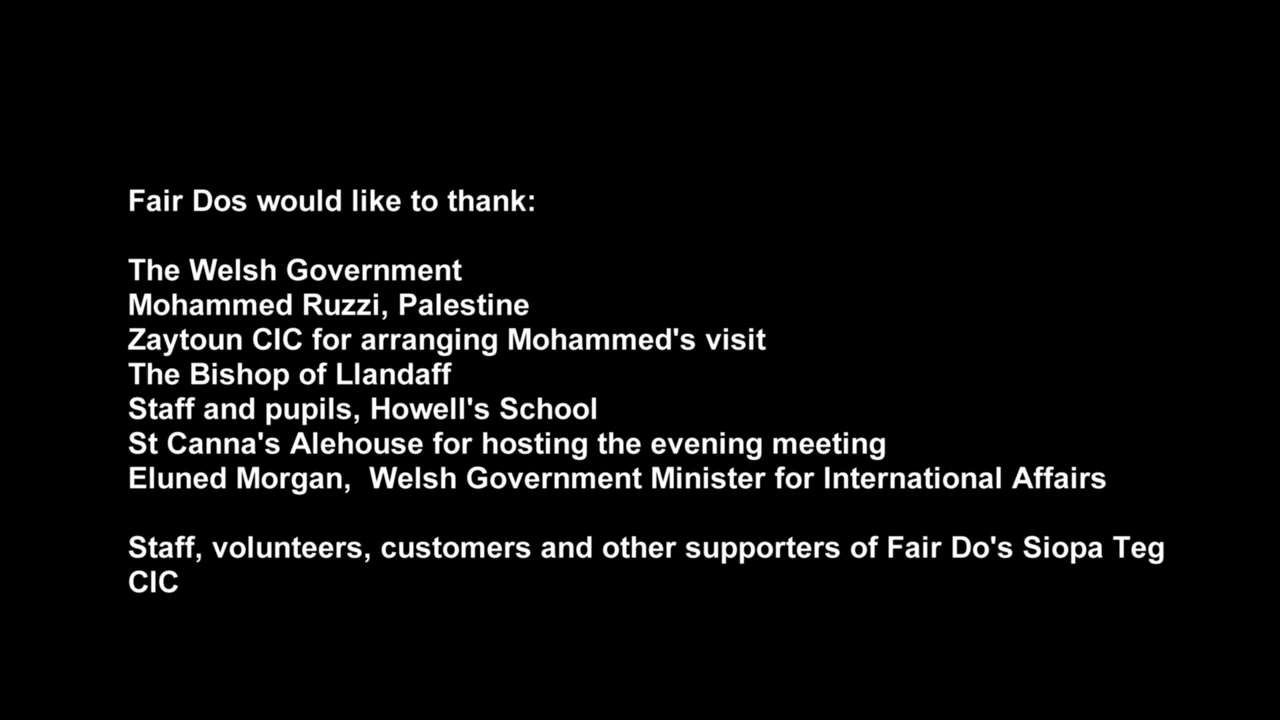 Fair Dos would like to thank:
The Welsh Government
Mohammed Ruzzi, Palestine
Zaytoun CIC for arranging Mohammed's visit
The Bishop of Llandaff
Staff and pupils, Howell's School
St Canna's Alehouse for hosting the evening meeting
Eluned Morgan,  Welsh Government Minister for International Affairs
Staff, volunteers, customers and other supporters of Fair Do's Siopa Teg
CIC